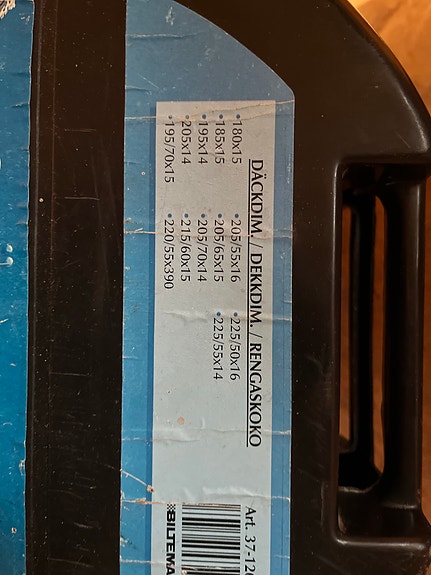 DÄCKDIM. / DEKKDIM. / RENGASKOKO
•180x15 •205/55x16 •225/50x16
•185x15 •205/65x15 •225/55x14
•195x14 •205/70x14
•205x14 •215/60x15
•195/70x15 •220/55x390
Art. 37-12
BILTEMA